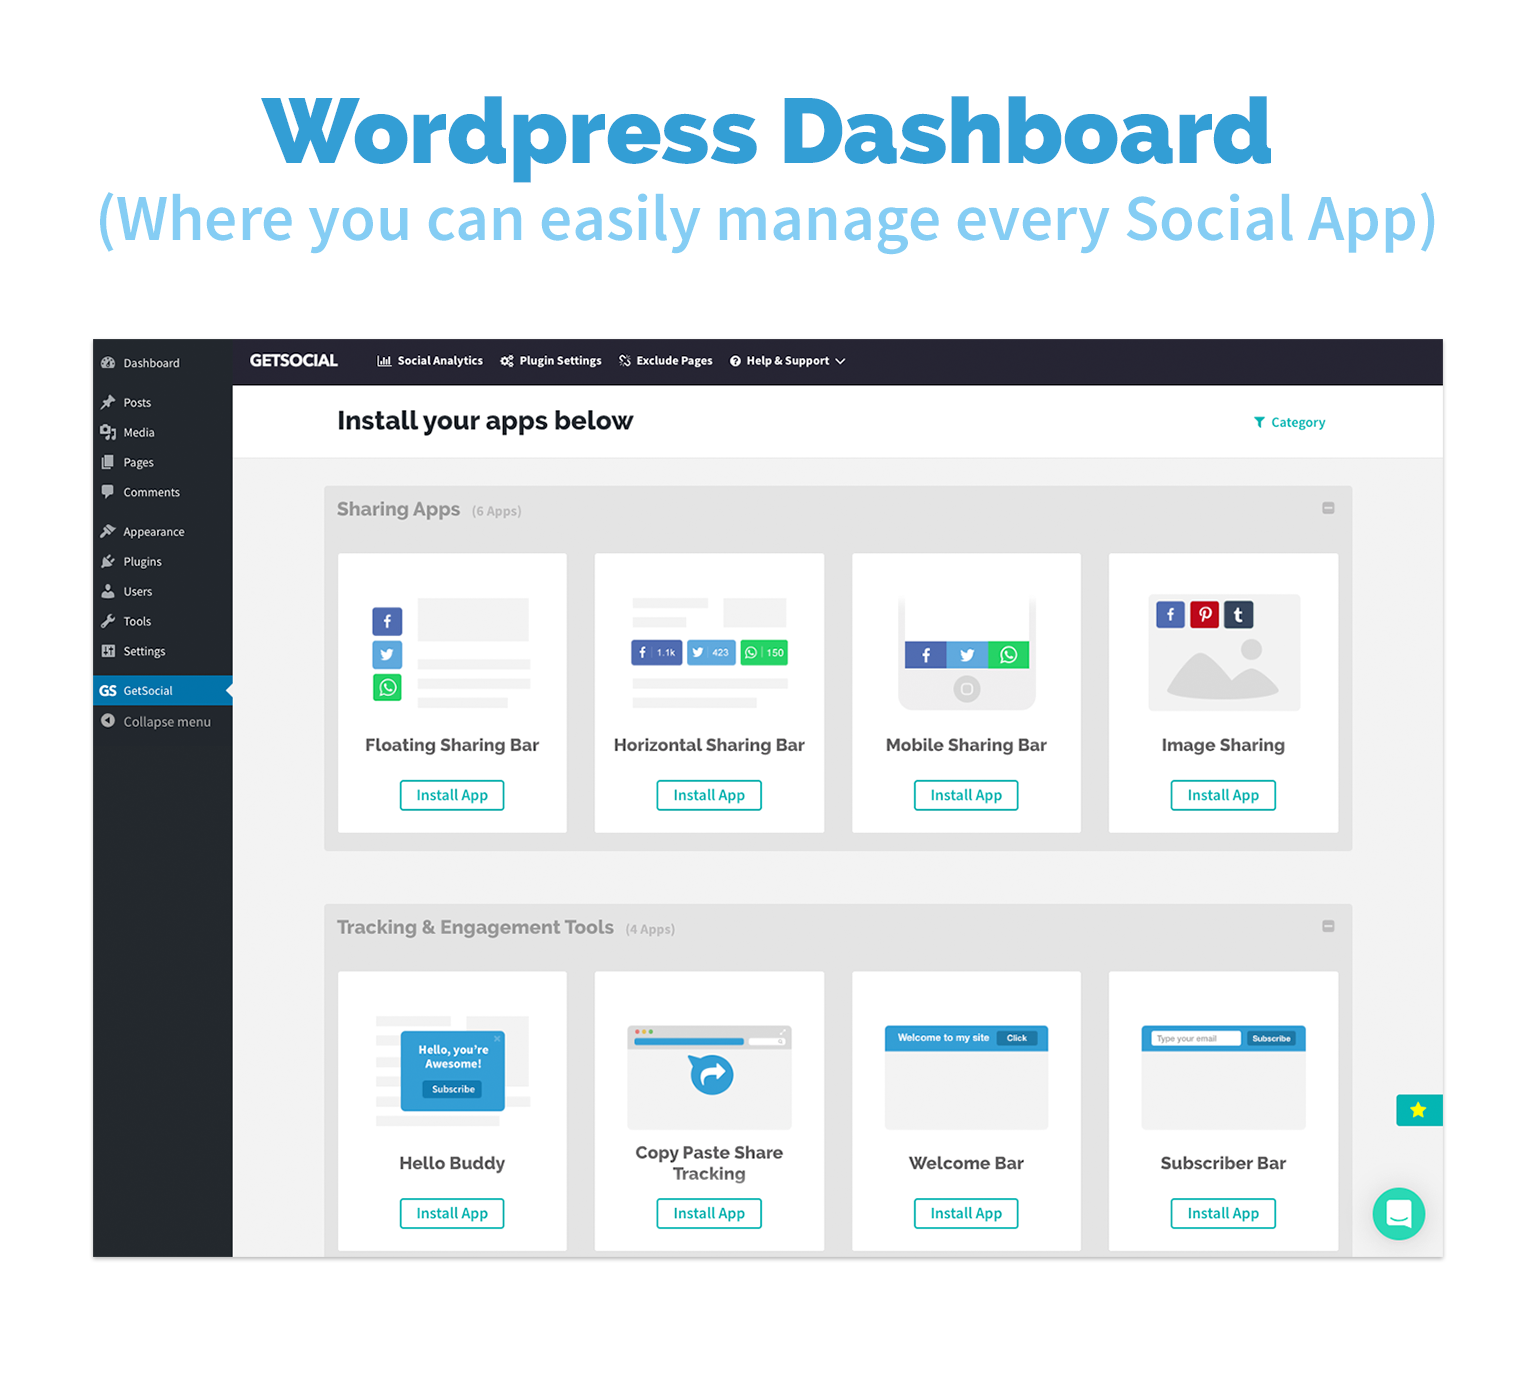 Wordpress Dashboard
(Where you can easily manage every Social App)
Dashboard
Posts
Media
Pages
Comments
Appearance
Plugins
Users
Tools
Settings
GS GetSocial
Collapse menu
GETSOCIAL Social Analytics Plugin Settings Exclude Pages Help & Support
Install your apps below
Category
Sharing Apps (6 Apps)
1.1k 423 150
Floating Sharing Bar
Install App
Horizontal Sharing Bar
Install App
Mobile Sharing Bar
Install App
Image Sharing
Install App
Tracking & Engagement Tools (4 Apps)
Hello, you're
Awesome!
Subscribe
Hello Buddy
Install App
Copy Paste Share
Tracking
Install App
Welcome to my site Click
Welcome Bar
Install App
Type your email Subscribe
Subscriber Bar
Install App